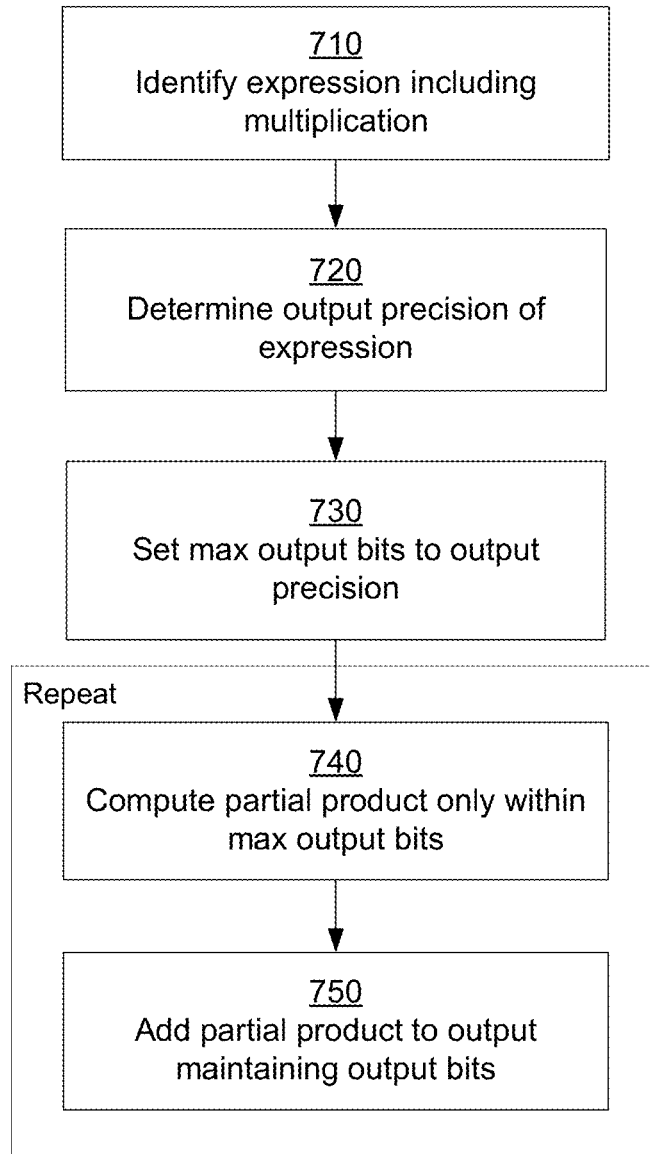 710
Identify expression including
multiplication
720
Determine output precision of
expression
730
Set max output bits to output
precision
Repeat
740
Compute partial product only within
max output bits
750
Add partial product to output
maintaining output bits